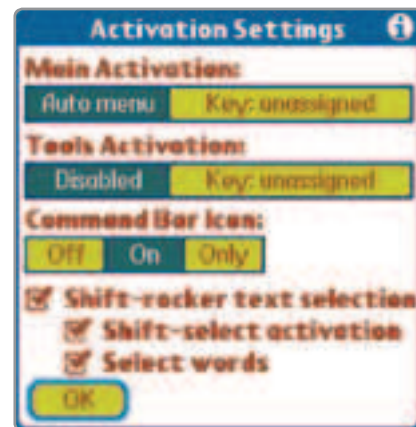 Activation Settings i
Main Activation:
Auto menu Key: unassigned
Tools Activation:
Disabled Key: unassigned
Command Bar Icon:
Off On Only
Shift-rocker text selection
Shift-select activation
Select words
OK